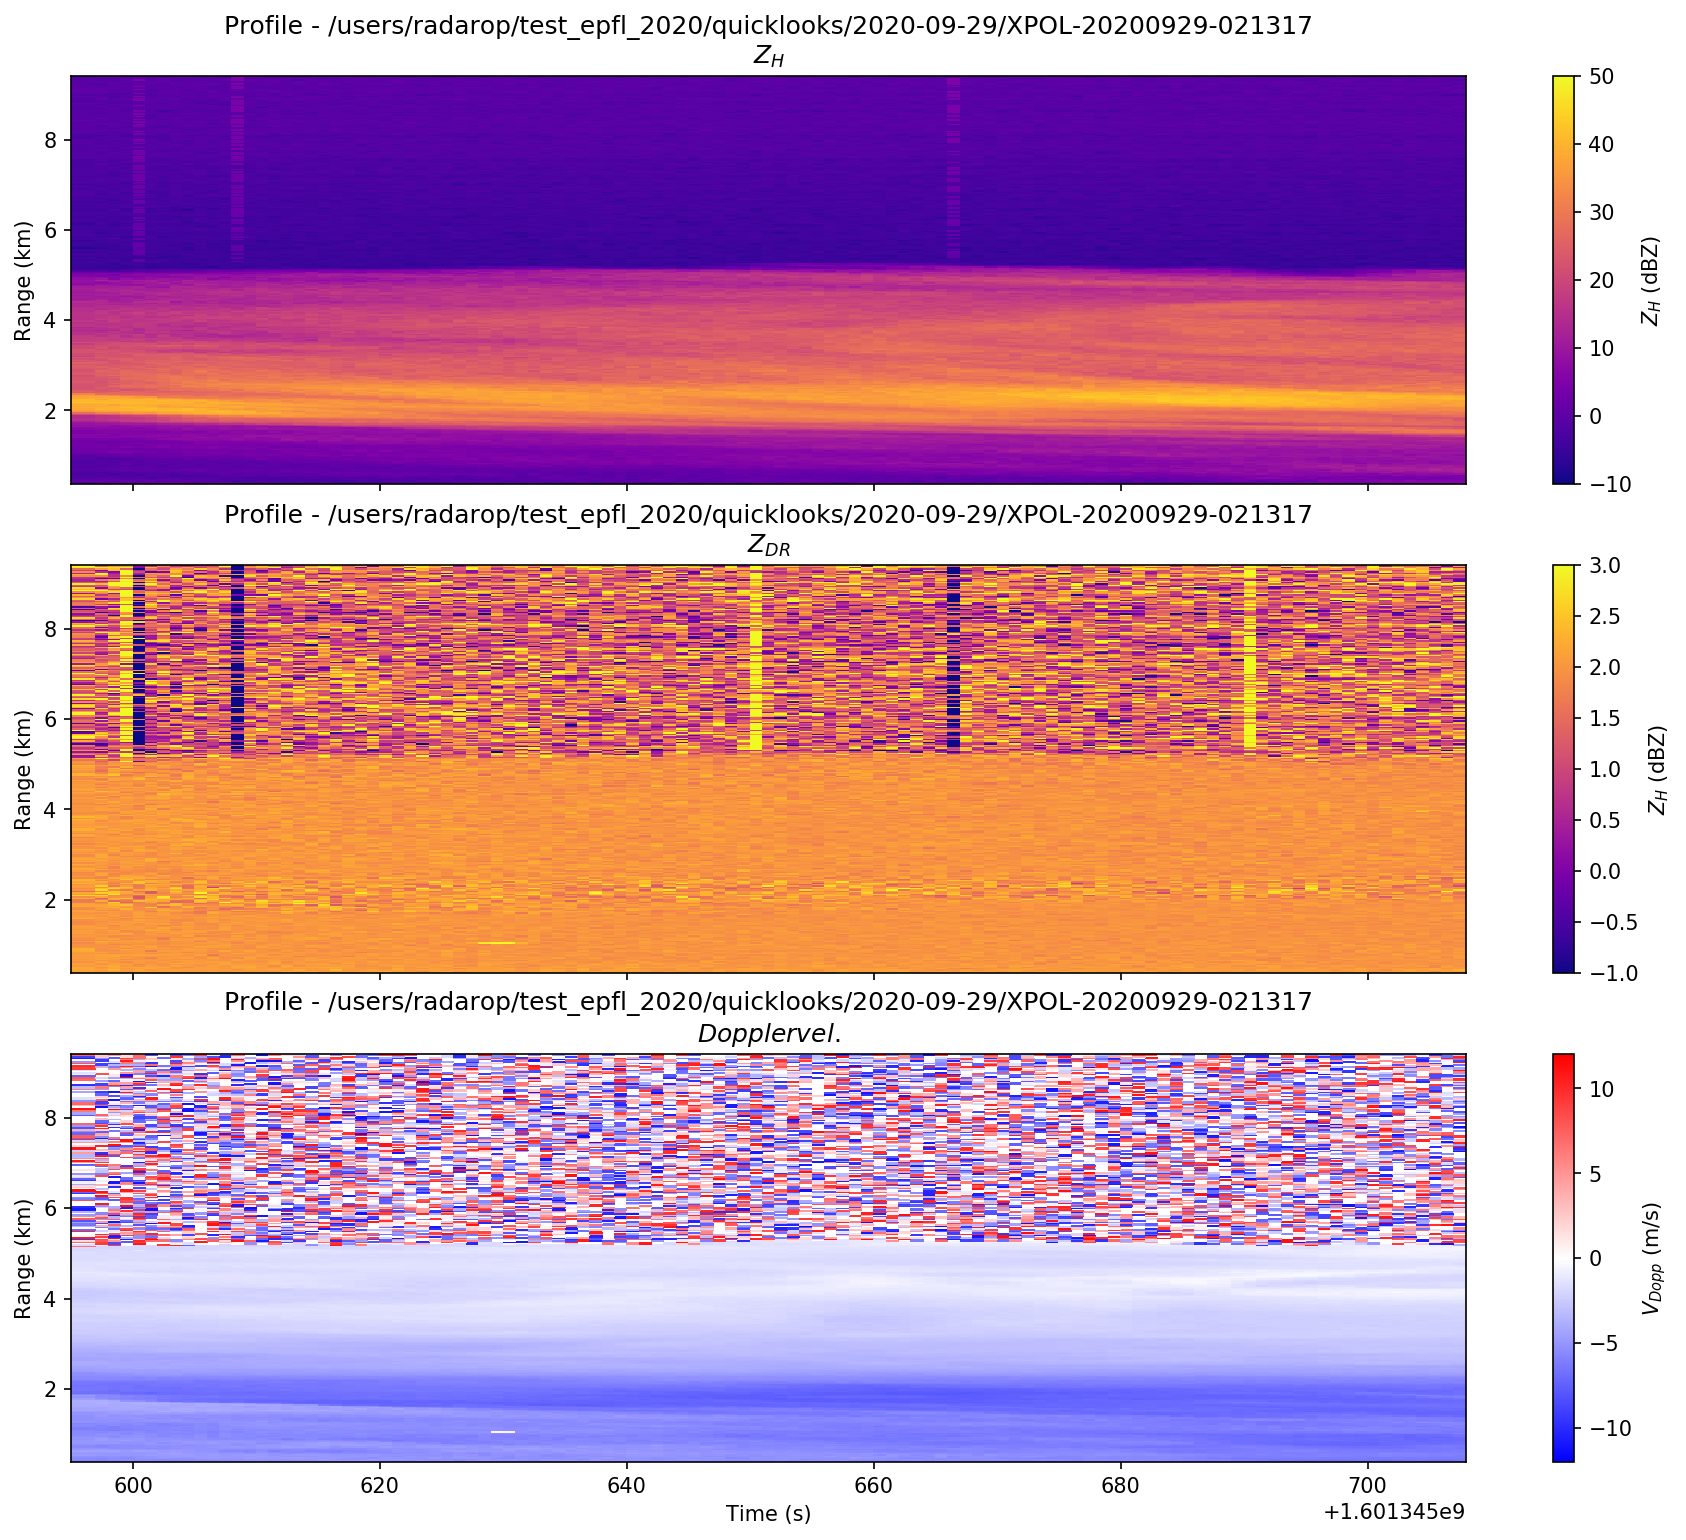 Profile - /users/radarop/test_epfl_2020/quicklooks/2020-09-29/XPOL-20200929-021317
Z_H
8
6
4
2
Range (km)
50
40
30
20
10
0
−10
Z_H (dBZ)
Profile - /users/radarop/test_epfl_2020/quicklooks/2020-09-29/XPOL-20200929-021317
Z_DR
8
6
4
2
Range (km)
3.0
2.5
2.0
1.5
1.0
0.5
0.0
−0.5
−1.0
Z_H (dBZ)
Profile - /users/radarop/test_epfl_2020/quicklooks/2020-09-29/XPOL-20200929-021317
Dopplervel.
8
6
4
2
Range (km)
10
5
0
−5
−10
V_Dopp (m/s)
600 620 640 660 680 700
Time (s)
+1.601345e9